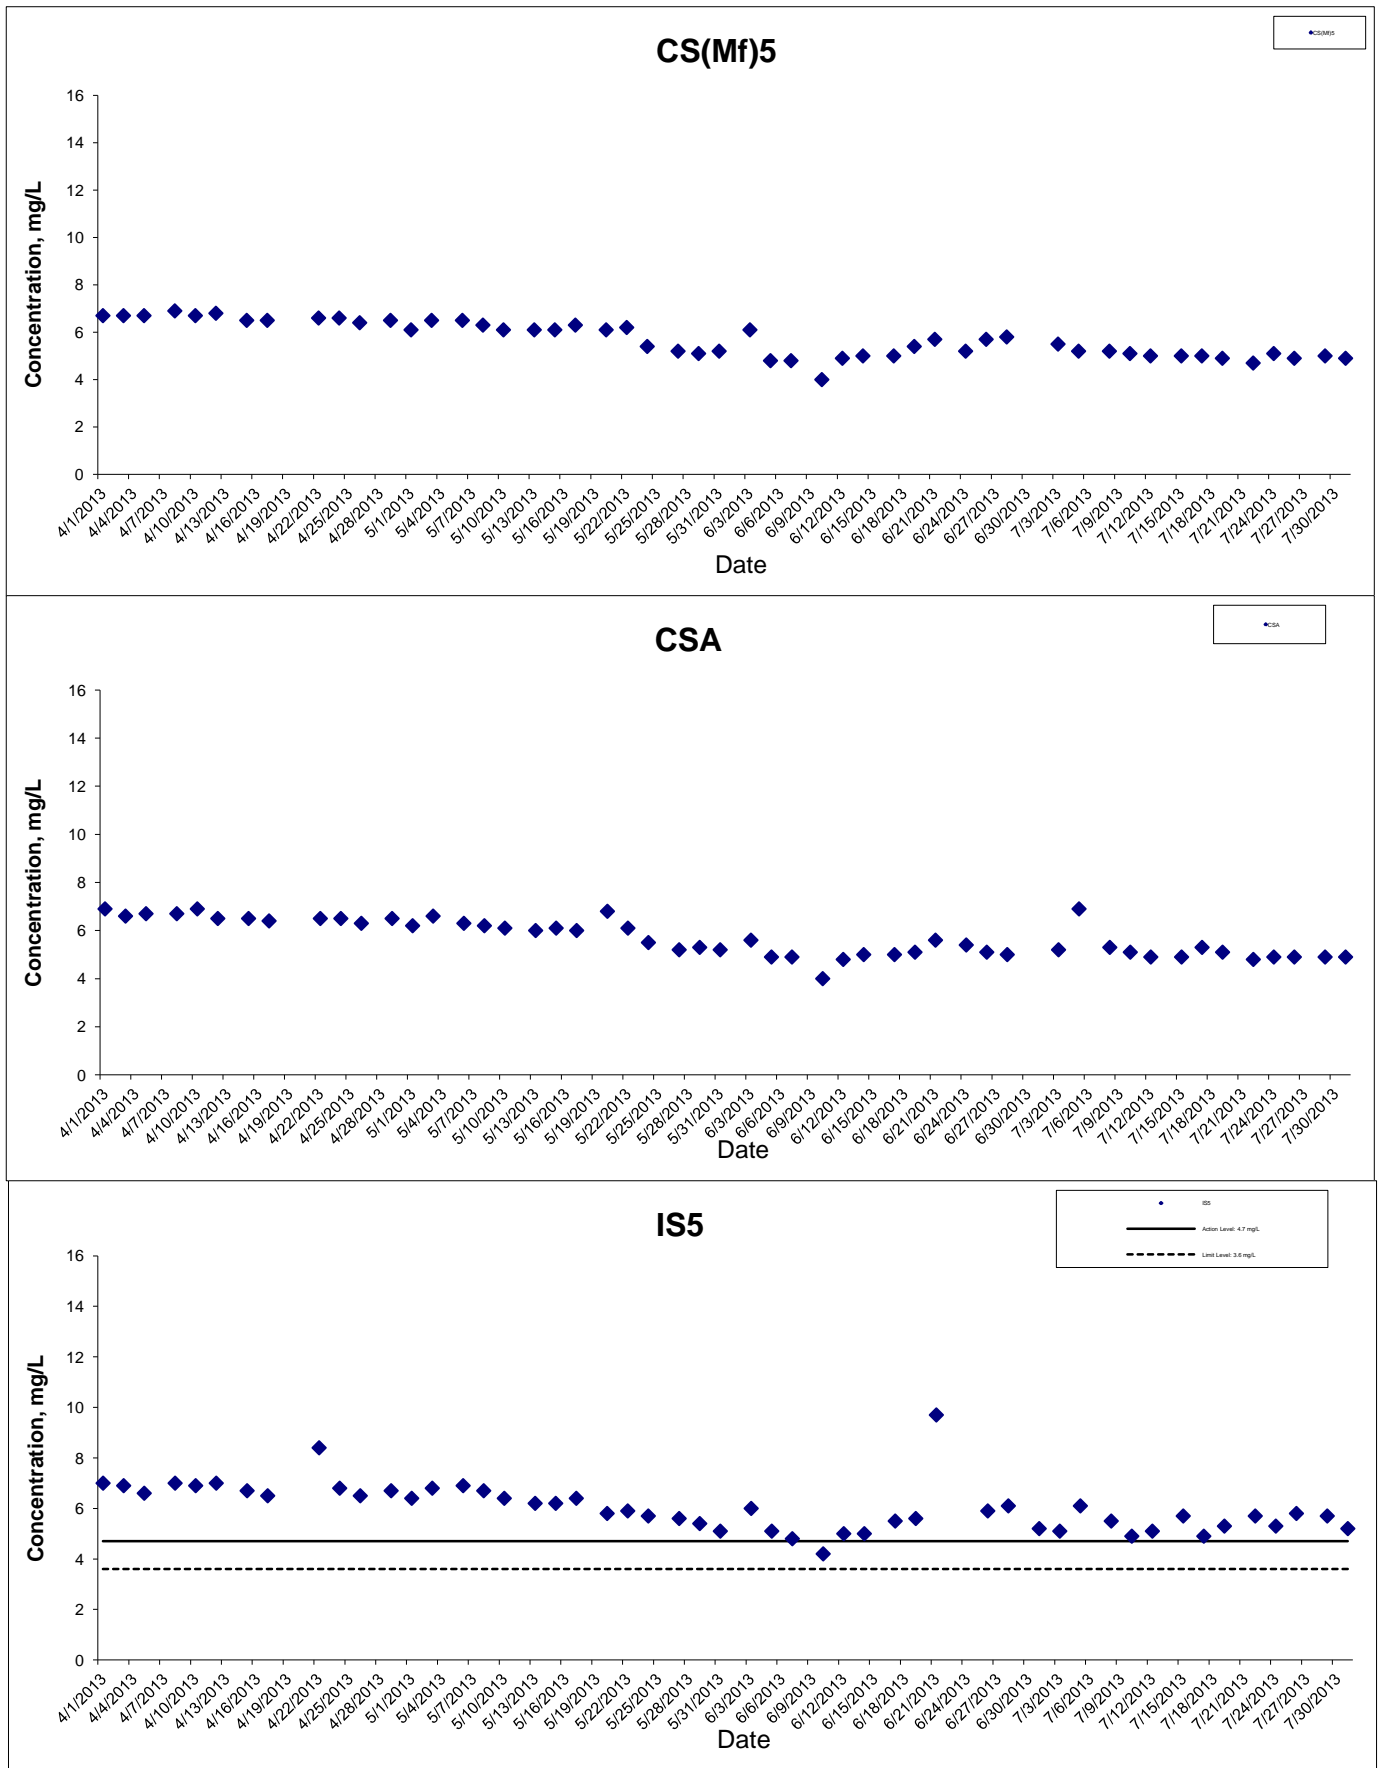 CS(Mf)5
CS(Mf)5
16
14
12
10
8
6
4
2
0
Concentration, mg/L
4/1/2013 4/4/2013 4/7/2013 4/10/2013 4/13/2013 4/16/2013 4/19/2013 4/22/2013 4/25/2013 4/28/2013 5/1/2013 5/4/2013 5/7/2013 5/10/2013 5/13/2013 5/16/2013 5/19/2013 5/22/2013 5/25/2013 5/28/2013 5/31/2013 6/3/2013 6/6/2013 6/9/2013 6/12/2013 6/15/2013 6/18/2013 6/21/2013 6/24/2013 6/27/2013 6/30/2013 7/3/2013 7/6/2013 7/9/2013 7/12/2013 7/15/2013 7/18/2013 7/21/2013 7/24/2013 7/27/2013 7/30/2013
Date
CSA
CSA
16
14
12
10
8
6
4
2
0
Concentration, mg/L
4/1/2013 4/4/2013 4/7/2013 4/10/2013 4/13/2013 4/16/2013 4/19/2013 4/22/2013 4/25/2013 4/28/2013 5/1/2013 5/4/2013 5/7/2013 5/10/2013 5/13/2013 5/16/2013 5/19/2013 5/22/2013 5/25/2013 5/28/2013 5/31/2013 6/3/2013 6/6/2013 6/9/2013 6/12/2013 6/15/2013 6/18/2013 6/21/2013 6/24/2013 6/27/2013 6/30/2013 7/3/2013 7/6/2013 7/9/2013 7/12/2013 7/15/2013 7/18/2013 7/21/2013 7/24/2013 7/27/2013 7/30/2013
Date
IS5
IS5
Action Level: 4.7 mg/L
Limit Level: 3.6 mg/L
16
14
12
10
8
6
4
2
0
Concentration, mg/L
4/1/2013 4/4/2013 4/7/2013 4/10/2013 4/13/2013 4/16/2013 4/19/2013 4/22/2013 4/25/2013 4/28/2013 5/1/2013 5/4/2013 5/7/2013 5/10/2013 5/13/2013 5/16/2013 5/19/2013 5/22/2013 5/25/2013 5/28/2013 5/31/2013 6/3/2013 6/6/2013 6/9/2013 6/12/2013 6/15/2013 6/18/2013 6/21/2013 6/24/2013 6/27/2013 6/30/2013 7/3/2013 7/6/2013 7/9/2013 7/12/2013 7/15/2013 7/18/2013 7/21/2013 7/24/2013 7/27/2013 7/30/2013
Date